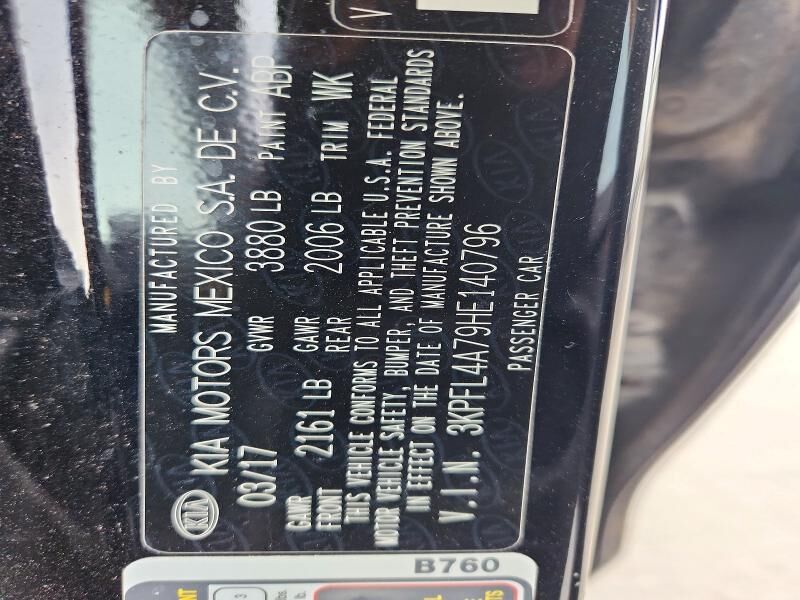 MANUFACTURED BY
KIA KIA MOTORS MEXICO S.A. DE C.V.
03/17 GVWR 3880 LB PAINT ABP
GAWR FRONT 2161 LB GAWR REAR 2006 LB TRIM WK
THIS VEHICLE CONFORMS TO ALL APPLICABLE U.S.A. FEDERAL
MOTOR VEHICLE SAFETY, BUMPER, AND THEFT PREVENTION STANDARDS
IN EFFECT ON THE DATE OF MANUFACTURE SHOWN ABOVE.
V.I.N. 3KPFL4A79HE140796
PASSENGER CAR
B760
V
3